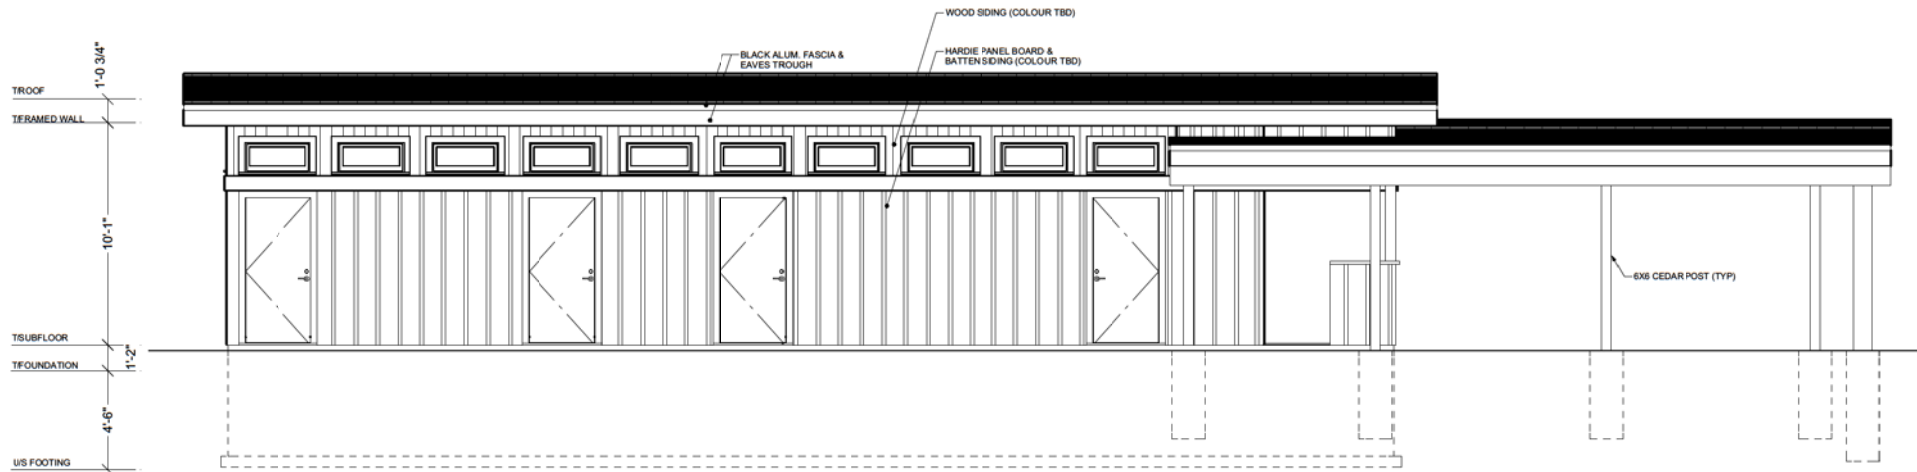 WOOD SIDING (COLOUR TBD)
BLACK ALUM. FASCIA &
EAVES TROUGH
HARDIE PANEL BOARD &
BATTEN SIDING (COLOUR TBD)
1'-0 3/4"
T/ROOF
T/FRAMED WALL
10'-1"
6X6 CEDAR POST (TYP)
T/SUBFLOOR
1'-2"
T/FOUNDATION
4'-6"
U/S FOOTING